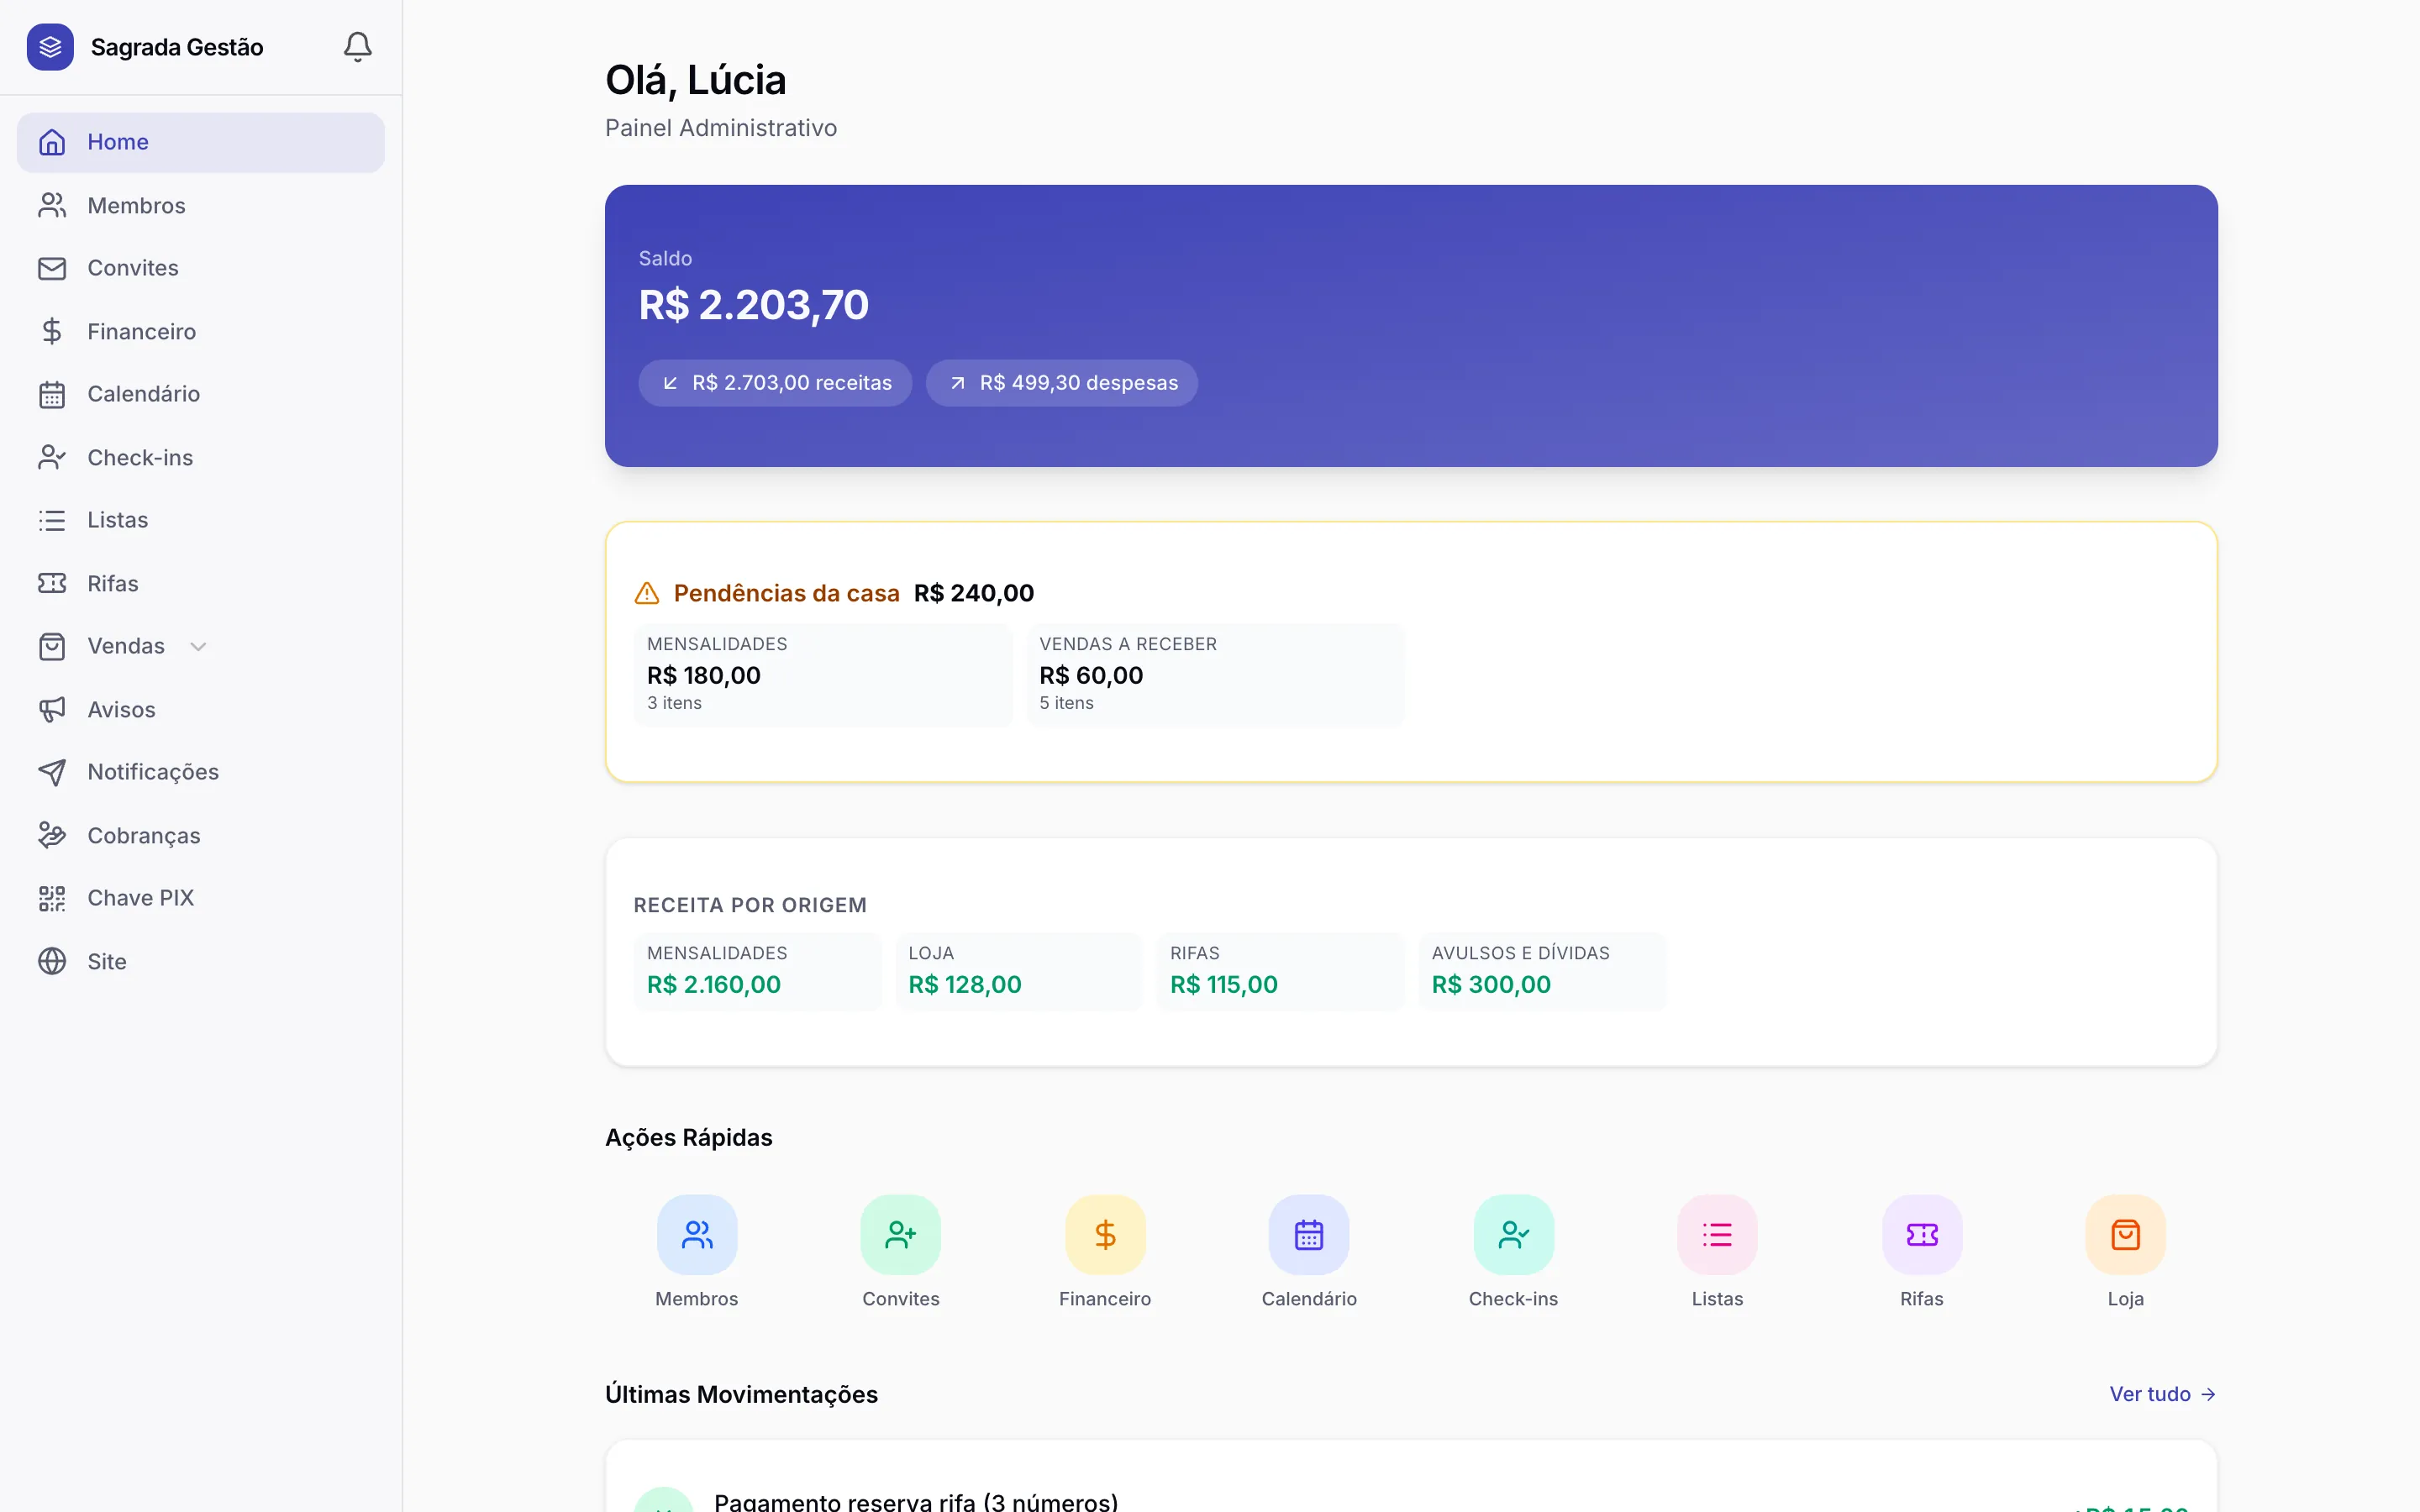 Sagrada Gestão
Home
Membros
Convites
Financeiro
Calendário
Check-ins
Listas
Rifas
Vendas
Avisos
Notificações
Cobranças
Chave PIX
Site
Olá, Lúcia
Painel Administrativo
Saldo
R$ 2.203,70
R$ 2.703,00 receitas R$ 499,30 despesas
Pendências da casa R$ 240,00
MENSALIDADES VENDAS A RECEBER
R$ 180,00 R$ 60,00
3 itens 5 itens
RECEITA POR ORIGEM
MENSALIDADES LOJA RIFAS AVULSOS E DÍVIDAS
R$ 2.160,00 R$ 128,00 R$ 115,00 R$ 300,00
Ações Rápidas
Membros Convites Financeiro Calendário Check-ins Listas Rifas Loja
Últimas Movimentações Ver tudo →
Pagamento reserva rifa (3 números)